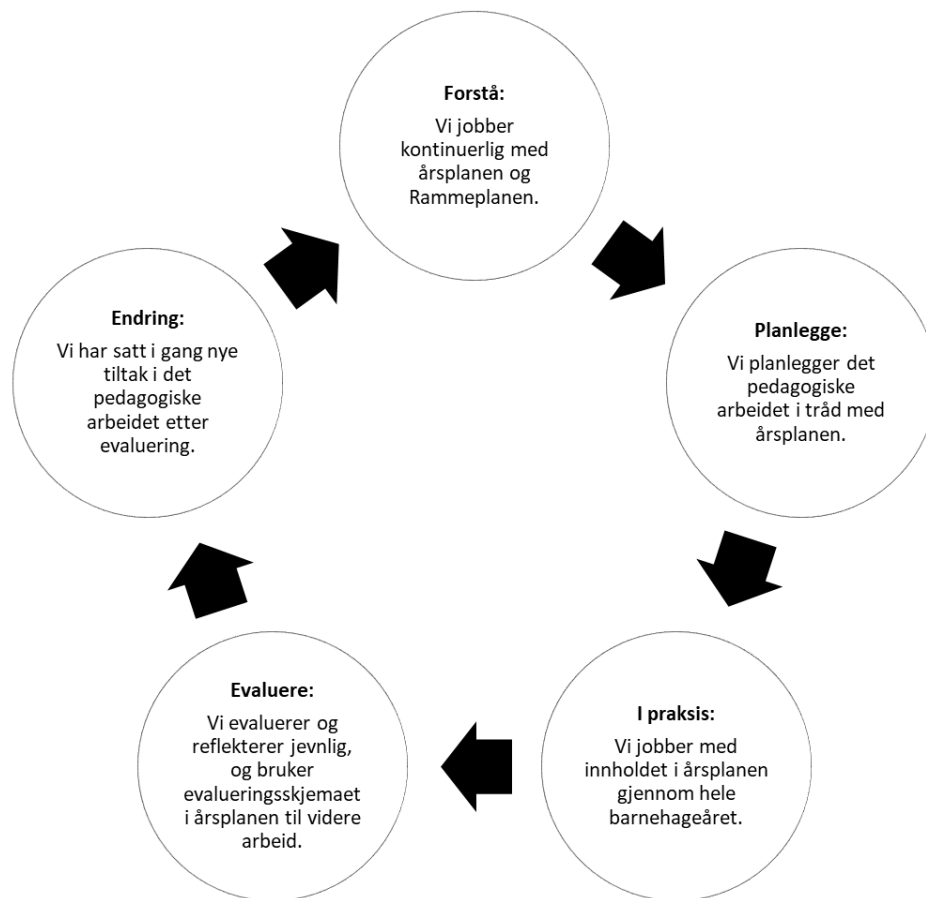 Forstå:
Vi jobber
kontinuerlig med
årsplanen og
Rammeplanen.
Planlegge:
Vi planlegger det
pedagogiske
arbeidet i tråd med
årsplanen.
I praksis:
Vi jobber med
innholdet i årsplanen
gjennom hele
barnehageåret.
Evaluere:
Vi evaluerer og
reflekterer jevnlig,
og bruker
evalueringsskjemaet
i årsplanen til videre
arbeid.
Endring:
Vi har satt i gang nye
tiltak i det
pedagogiske
arbeidet etter
evaluering.